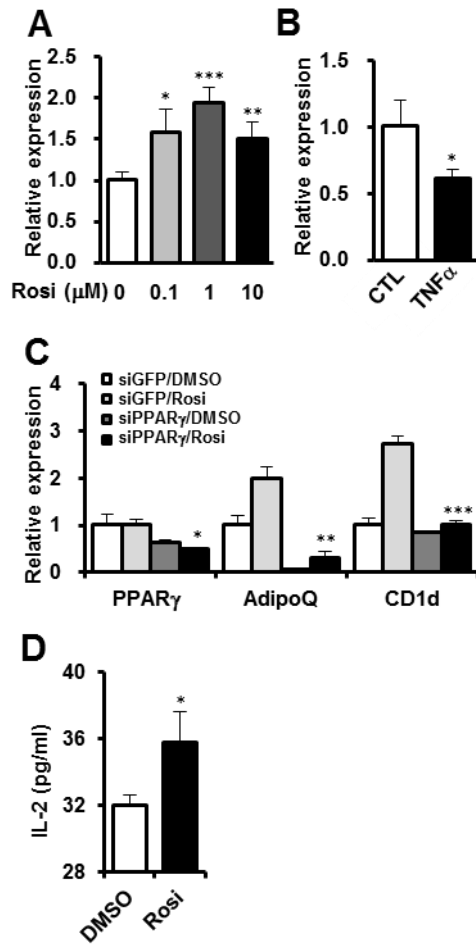 A
Relative expression
2.5
2.0
1.5
1.0
0.5
0.0
*
***
**
Rosi (μM) 0 0.1 1 10
B
Relative expression
1.5
1.0
0.5
0.0
*
CTL
TNFα
C
Relative expression
4
3
2
1
0
siGFP/DMSO
siGFP/Rosi
siPPARγ/DMSO
siPPARγ/Rosi
*
**
***
PPARγ AdipoQ CD1d
D
IL-2 (pg/ml)
40
36
32
28
*
DMSO
Rosi